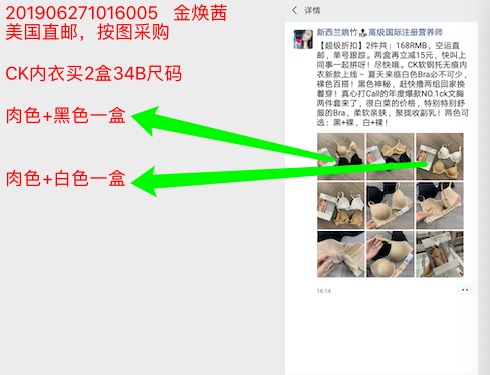 201906271016005 金焕茜
美国直邮，按图采购
CK内衣买2盒34B尺码
肉色+黑色一盒
肉色+白色一盒
详情
新西兰姚竹高级国际注册营养师
【超级折扣】2件共：168RMB，空运直
邮，单号跟踪。两盒再立减15元，快叫上
同事一起拼呀！尽快哦。CK软钢托无痕内
衣新款上线~ 夏天来临白色Bra必不可少，
裸色百搭！黑色神秘，赶快撸两组回家换
着穿！真心打Call的年度爆款NO.1ck文胸
两件套来了，很白菜的价格，特别特别舒
服的Bra。柔软亲肤，聚拢收副乳！两色可
选：黑+裸，白+裸！
16:14